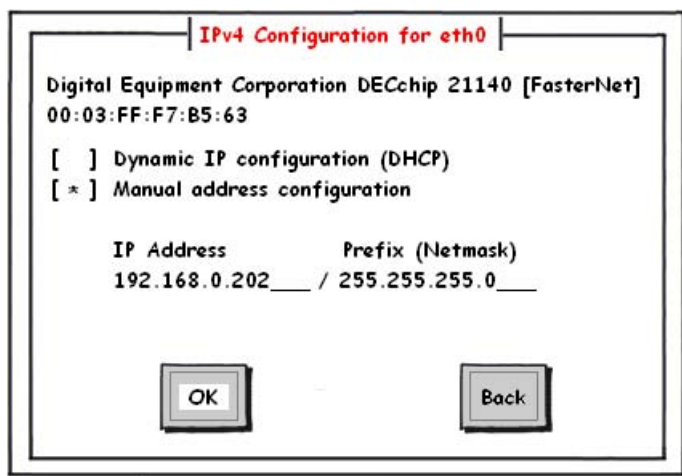 IPv4 Configuration for eth0
Digital Equipment Corporation DECchip 21140 [FasterNet]
00:03:FF:F7:B5:63
[ ] Dynamic IP configuration (DHCP)
[ * ] Manual address configuration
IP Address Prefix (Netmask)
192.168.0.202___ / 255.255.255.0___
OK Back